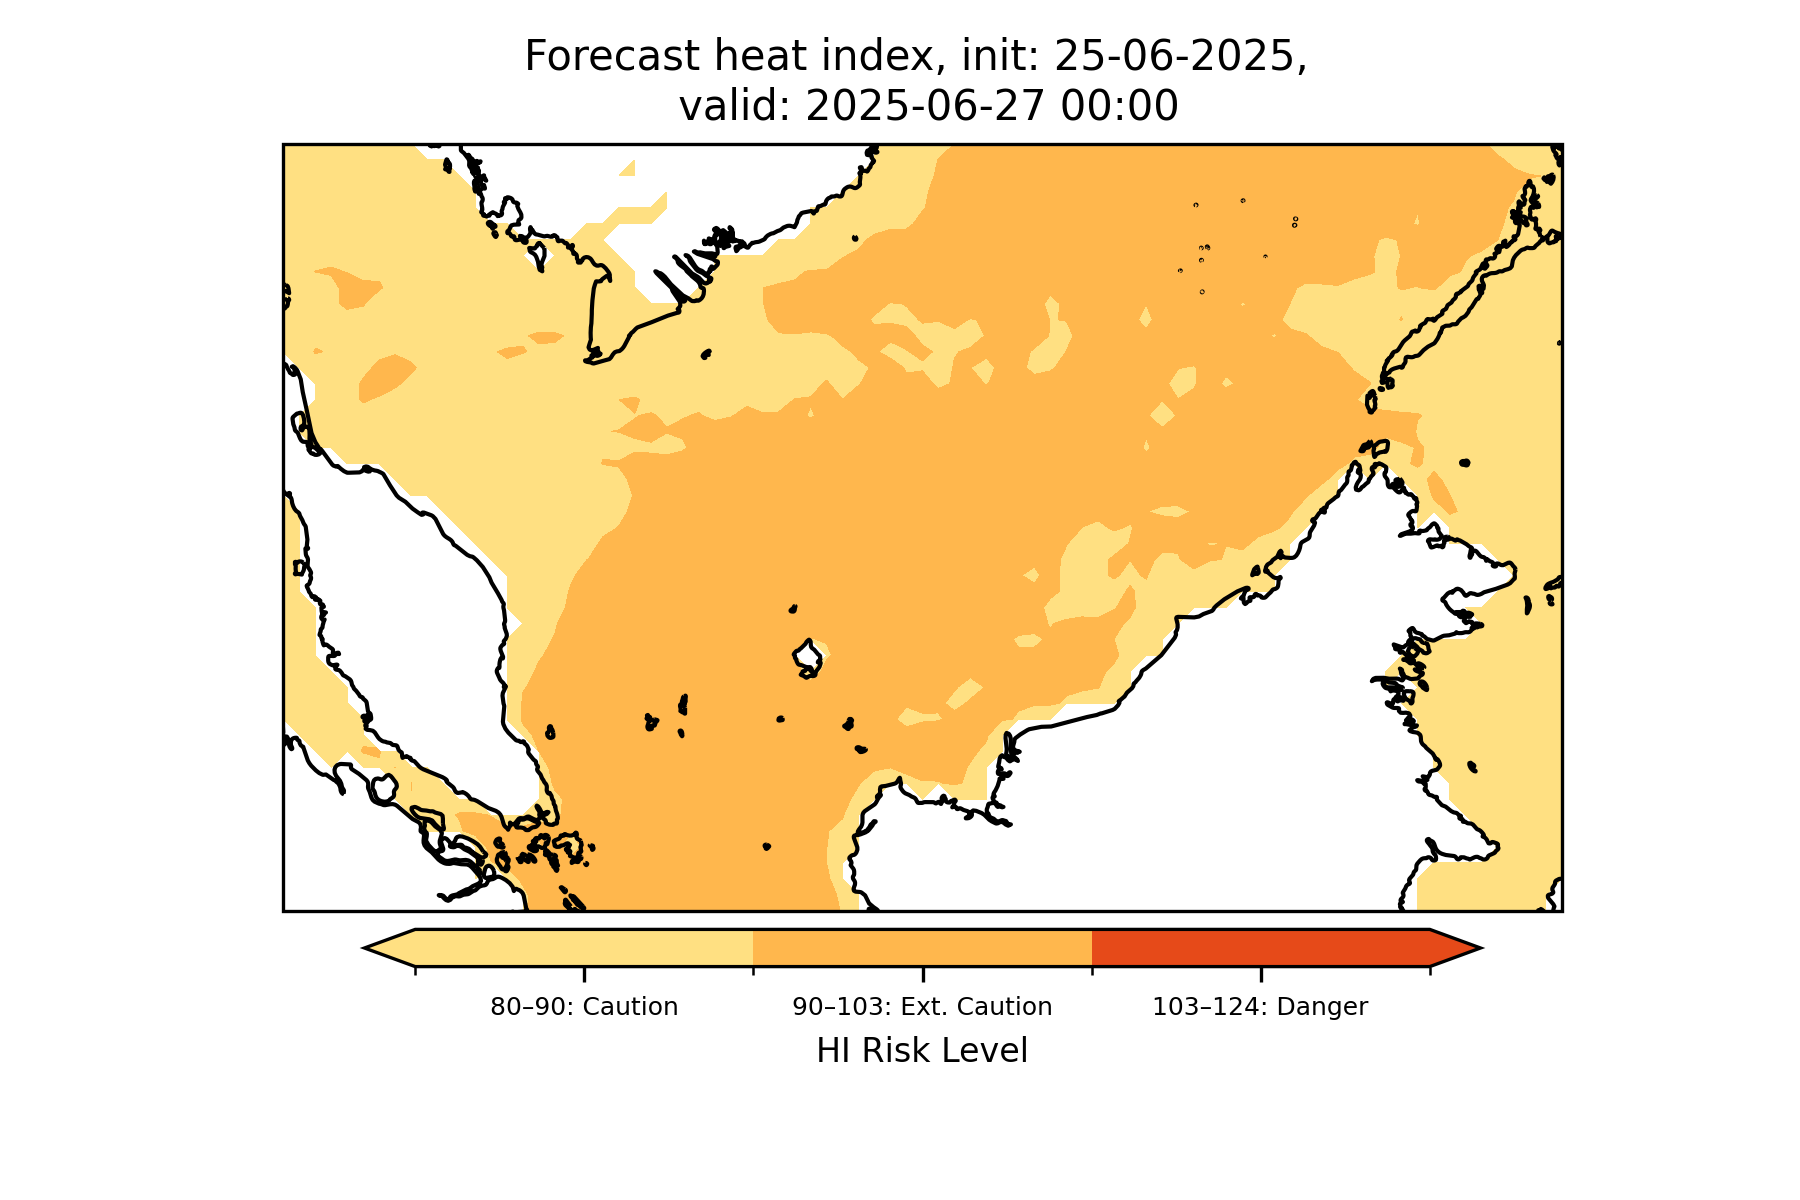 Forecast heat index, init: 25-06-2025,
valid: 2025-06-27 00:00
80–90: Caution
90–103: Ext. Caution
103–124: Danger
HI Risk Level